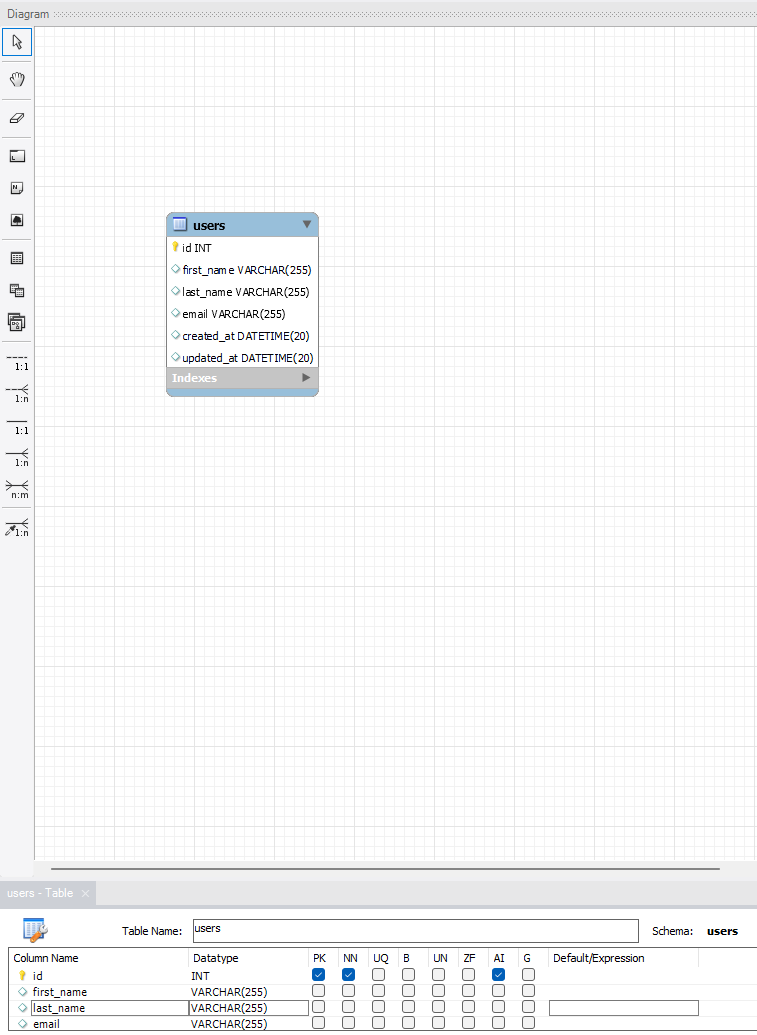 Diagram
users
id INT
first_name VARCHAR(255)
last_name VARCHAR(255)
email VARCHAR(255)
created_at DATETIME(20)
updated_at DATETIME(20)
Indexes
1:1
1:n
1:1
1:n
n:m
1:n
users - Table
Table Name: users Schema: users
Column Name Datatype PK NN UQ B UN ZF AI G Default/Expression
id INT
first_name VARCHAR(255)
last_name VARCHAR(255)
email VARCHAR(255)